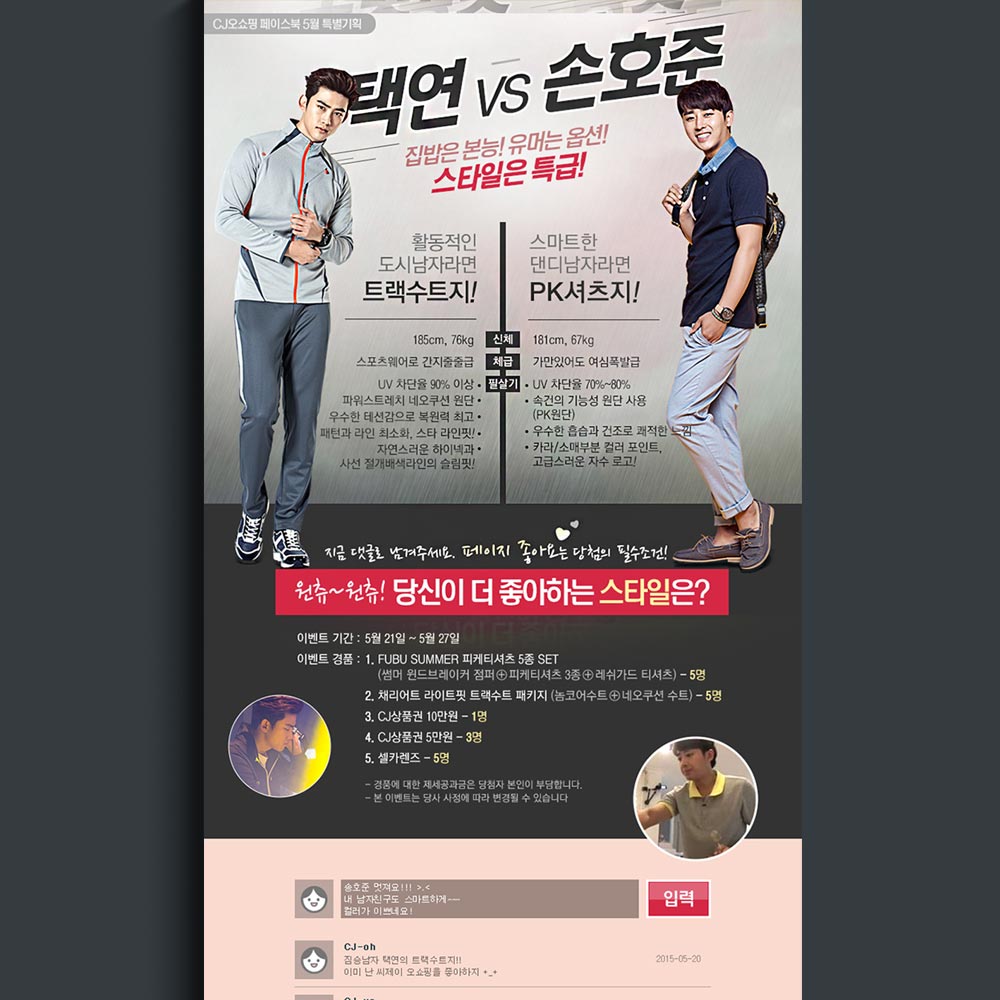 CJ오쇼핑 페이스북 5월 특별기획
택연 VS 손호준
집밥은 본능! 유머는 옵션!
스타일은 특급!
활동적인
도시남자라면
트랙수트지!
스마트한
댄디남자라면
PK셔츠지!
185cm, 76kg 신체 181cm, 67kg
스포츠웨어로 간지줄줄급 체급 가만있어도 여심폭발급
필살기
UV 차단율 90% 이상 •
파워스트레치 네오쿠션 원단 •
우수한 텐션감으로 복원력 최고 •
패턴과 라인 최소화, 스타 라인핏! •
자연스러운 하이넥과 •
사선 절개배색라인의 슬림핏!
• UV 차단율 70%~80%
• 속건의 기능성 원단 사용
(PK원단)
• 우수한 흡습과 건조로 쾌적한 느낌
• 카라/소매부분 컬러 포인트,
고급스러운 자수 로고!
지금 댓글로 남겨주세요. 페이지 좋아요는 당첨의 필수조건!
원츄~원츄! 당신이 더 좋아하는 스타일은?
이벤트 기간 : 5월 21일 ~ 5월 27일
이벤트 경품 : 1. FUBU SUMMER 피케티셔츠 5종 SET
(썸머 윈드브레이커 점퍼⊕피케티셔츠 3종⊕레쉬가드 티셔츠) – 5명
2. 채리어트 라이트핏 트랙수트 패키지 (놈코어수트⊕네오쿠션 수트) – 5명
3. CJ상품권 10만원 – 1명
4. CJ상품권 5만원 – 3명
5. 셀카렌즈 – 5명
– 경품에 대한 제세공과금은 당첨자 본인이 부담합니다.
– 본 이벤트는 당사 사정에 따라 변경될 수 있습니다
송호준 멋져요!!! >.<
내 남자친구도 스마트하게~~
컬러가 이쁘네요!
입력
CJ-oh
짐승남자 택연의 트랙수트지!!
이미 난 씨제이 오쇼핑을 좋아하지 +_+
2015-05-20